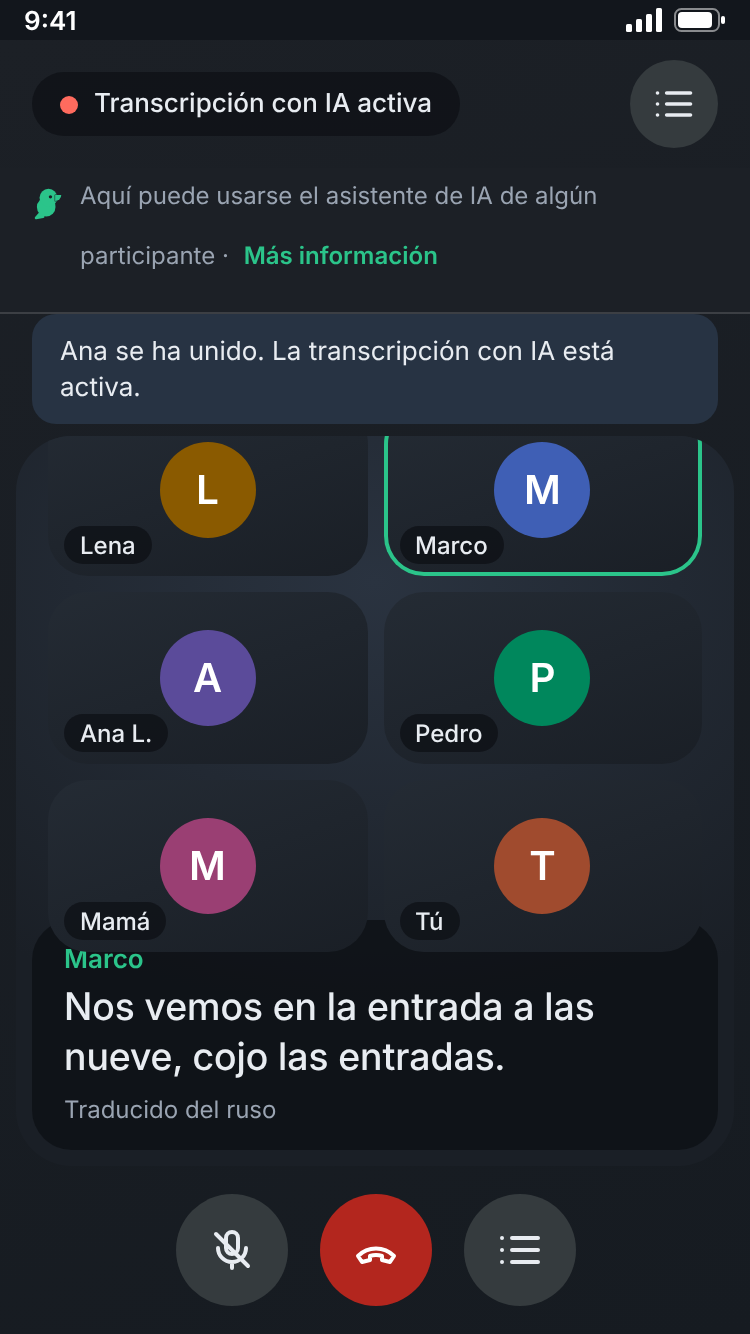 9:41
Transcripción con IA activa
Aquí puede usarse el asistente de IA de algún
participante · Más información
Ana se ha unido. La transcripción con IA está
activa.
L
M
Lena
Marco
A
P
Ana L.
Pedro
M
T
Mamá
Tú
Marco
Nos vemos en la entrada a las
nueve, cojo las entradas.
Traducido del ruso